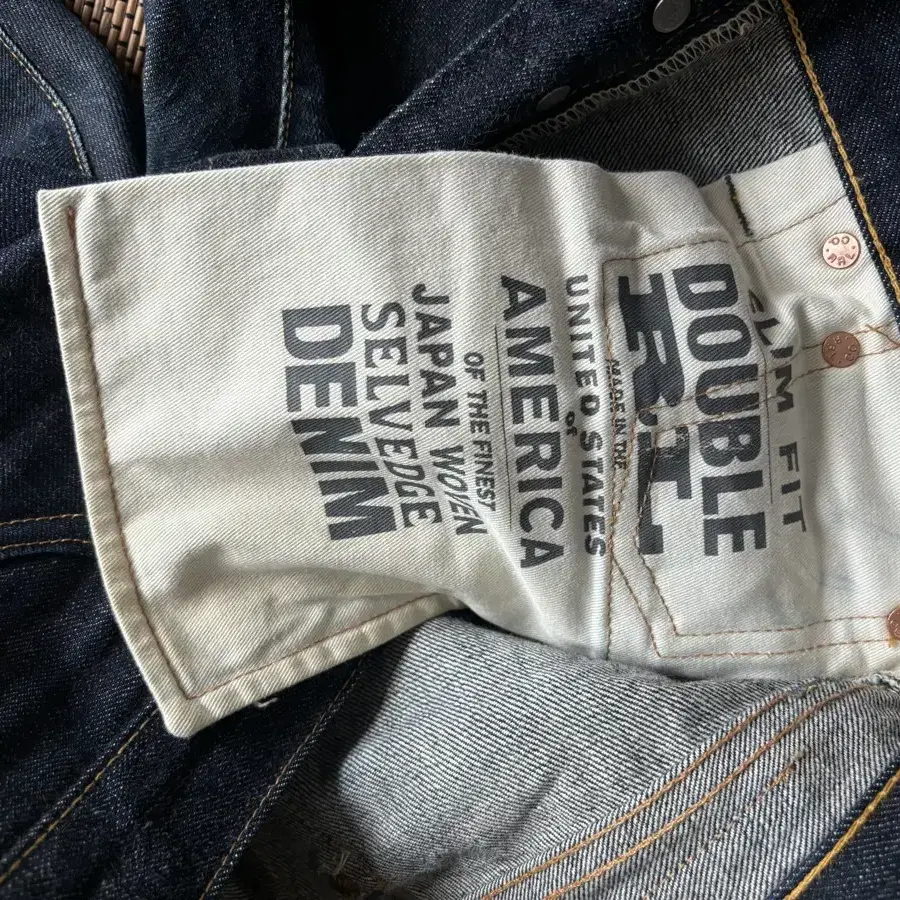 SLIM FIT
DOUBLE
RL
MADE IN THE
UNITED STATES
OF
AMERICA
OF THE FINEST
JAPAN WOVEN
SELVEDGE
DENIM